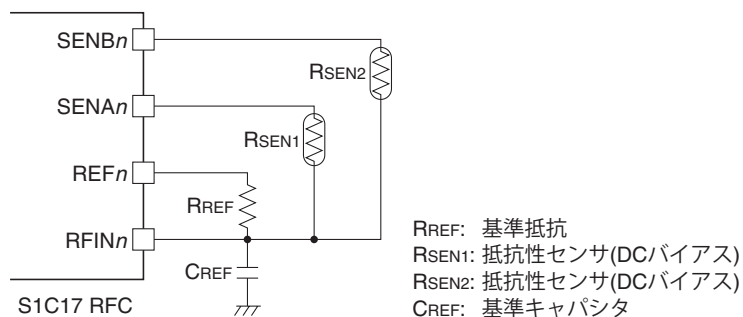 SENBn
RSEN2
SENAn
RSEN1
REFn
RREF
RFINn
CREF
S1C17 RFC
RREF: 基準抵抗
RSEN1: 抵抗性センサ(DCバイアス)
RSEN2: 抵抗性センサ(DCバイアス)
CREF: 基準キャパシタ